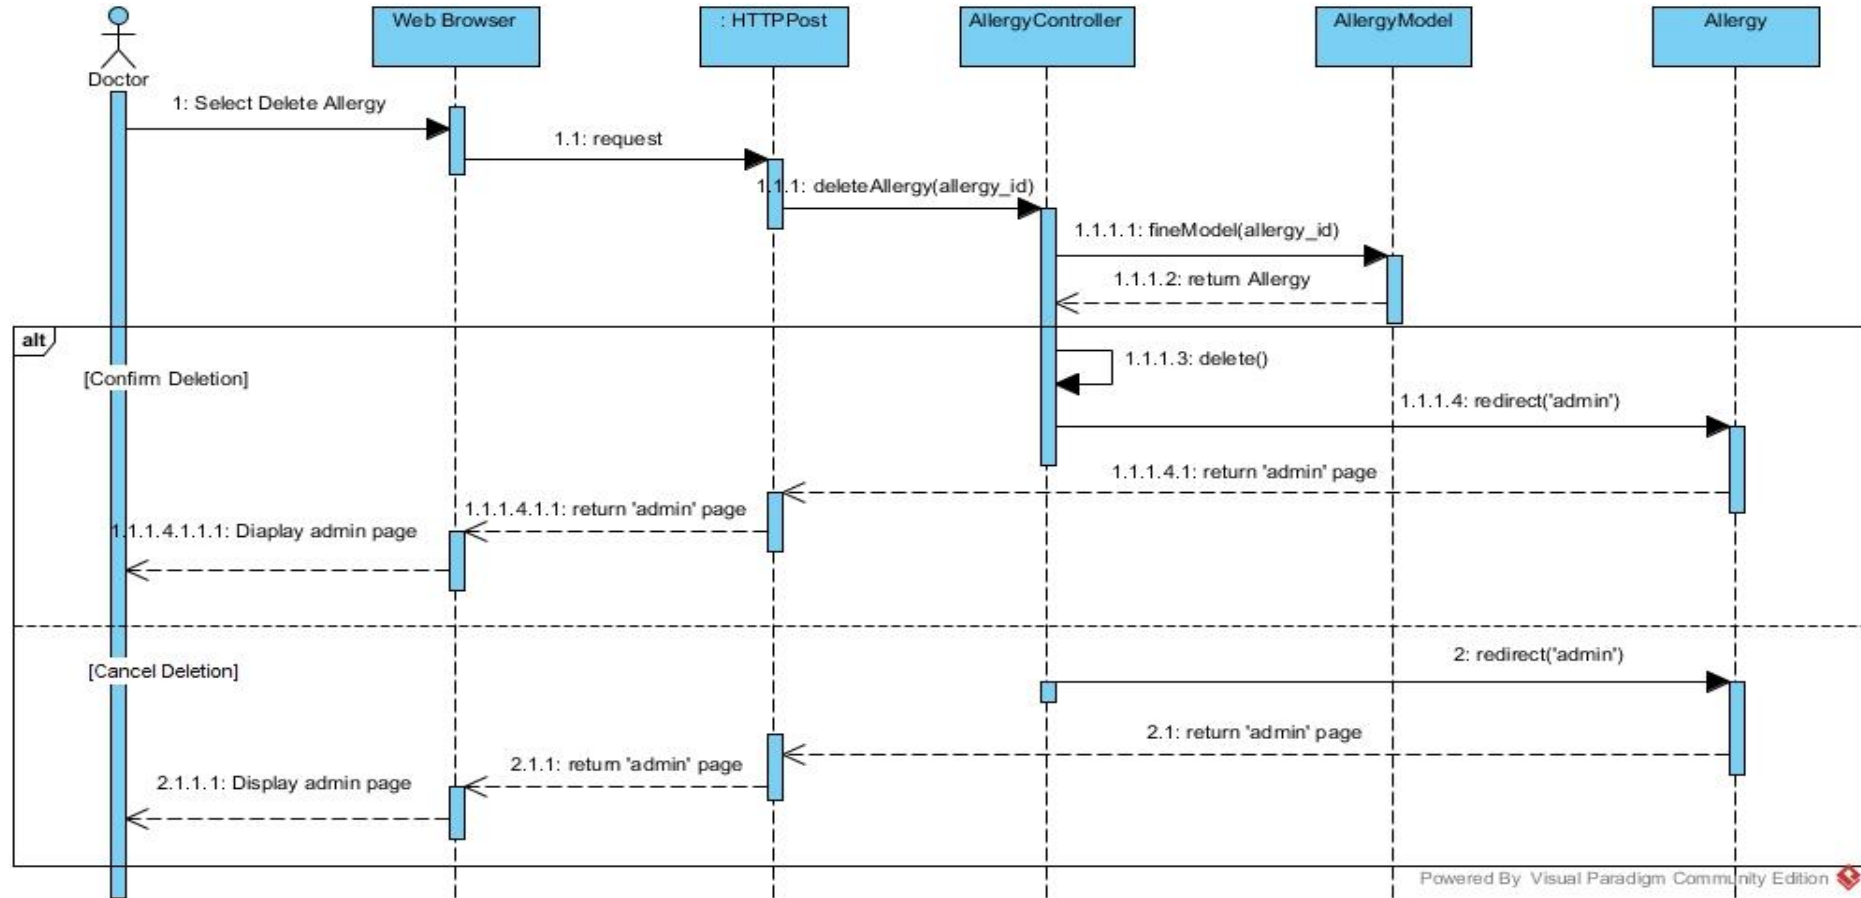 Web Browser
: HTTPPost
AllergyController
AllergyModel
Allergy
Doctor
1: Select Delete Allergy
1.1: request
1.1.1: deleteAllergy(allergy_id)
1.1.1.1: fineModel(allergy_id)
1.1.1.2: return Allergy
alt
[Confirm Deletion]
1.1.1.3: delete()
1.1.1.4: redirect('admin')
1.1.1.4.1: return 'admin' page
1.1.1.4.1.1: return 'admin' page
1.1.1.4.1.1.1: Diaplay admin page
[Cancel Deletion]
2: redirect('admin')
2.1: return 'admin' page
2.1.1: return 'admin' page
2.1.1.1: Display admin page
Powered By Visual Paradigm Community Edition